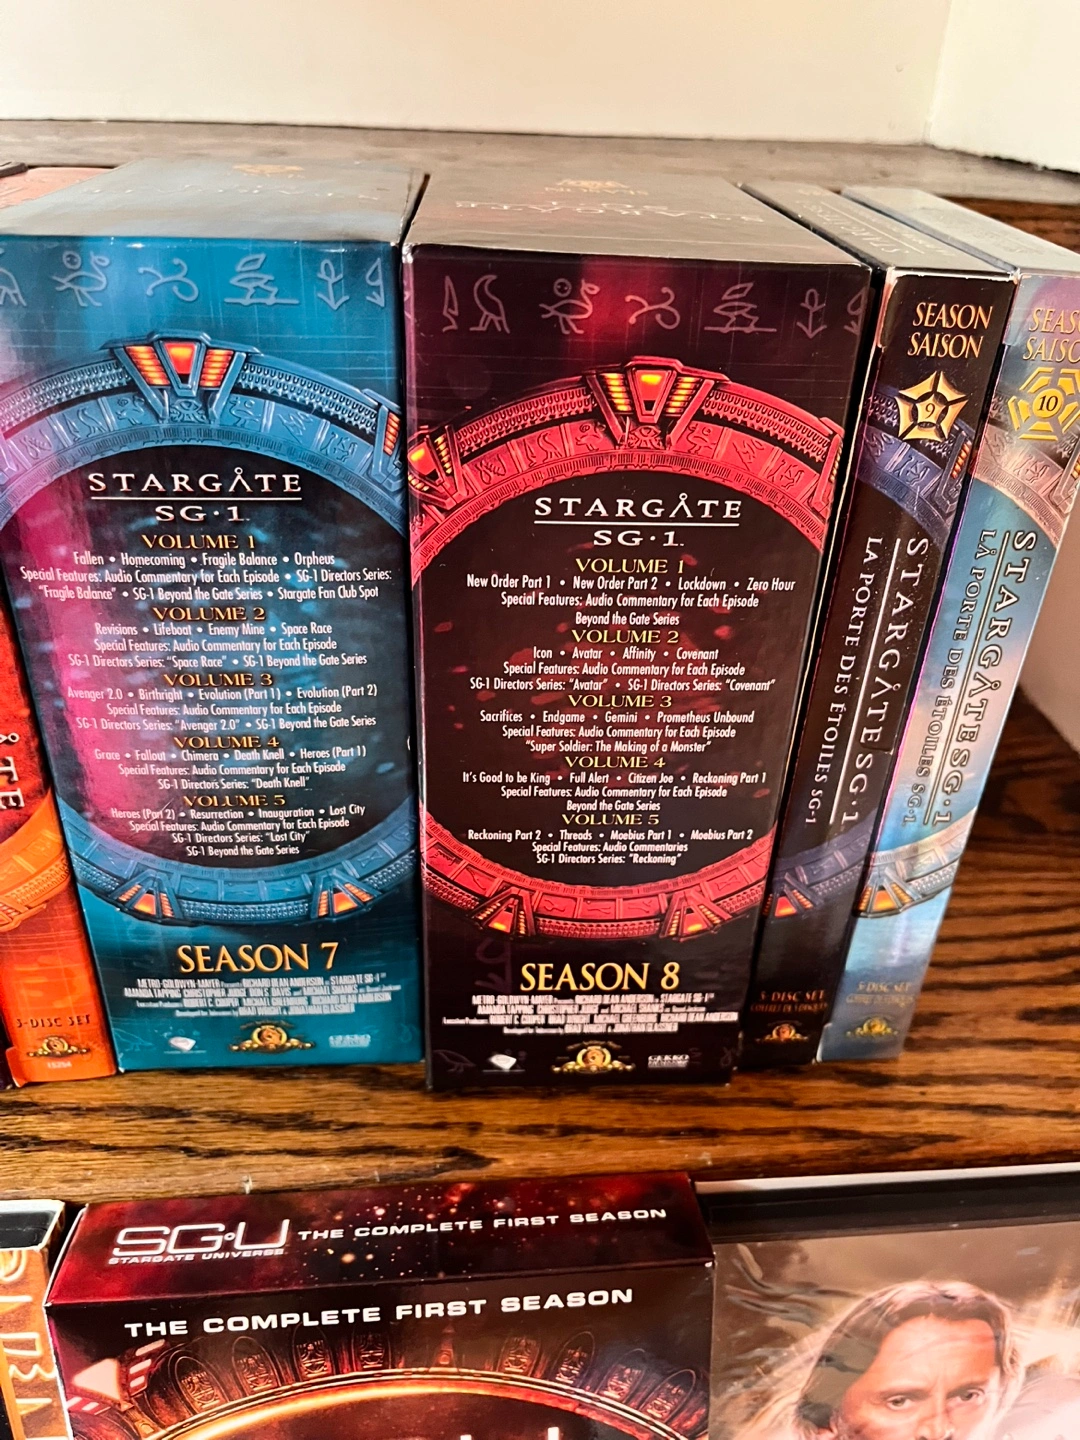 STARGATE
SG·1
VOLUME 1
Fallen • Homecoming • Fragile Balance • Orpheus
Special Features: Audio Commentary for Each Episode • SG-1 Directors Series:
"Fragile Balance" • SG-1 Beyond the Gate Series • Stargate Fan Club Spot
VOLUME 2
Revisions • Lifeboat • Enemy Mine • Space Race
Special Features: Audio Commentary for Each Episode
SG-1 Directors Series: "Space Race" • SG-1 Beyond the Gate Series
VOLUME 3
Avenger 2.0 • Birthright • Evolution (Part 1) • Evolution (Part 2)
Special Features: Audio Commentary for Each Episode
SG-1 Directors Series: "Avenger 2.0" • SG-1 Beyond the Gate Series
VOLUME 4
Grace • Fallout • Chimera • Death Knell • Heroes (Part 1)
Special Features: Audio Commentary for Each Episode
SG-1 Directors Series: "Death Knell"
VOLUME 5
Heroes (Part 2) • Resurrection • Inauguration • Lost City
Special Features: Audio Commentary for Each Episode
SG-1 Directors Series: "Lost City"
SG-1 Beyond the Gate Series
SEASON 7
STARGATE
SG·1
VOLUME 1
New Order Part 1 • New Order Part 2 • Lockdown • Zero Hour
Special Features: Audio Commentary for Each Episode
Beyond the Gate Series
VOLUME 2
Icon • Avatar • Affinity • Covenant
Special Features: Audio Commentary for Each Episode
SG-1 Directors Series: "Avatar" • SG-1 Directors Series: "Covenant"
VOLUME 3
Sacrifices • Endgame • Gemini • Prometheus Unbound
Special Features: Audio Commentary for Each Episode
"Super Soldier: The Making of a Monster"
VOLUME 4
It's Good to be King • Full Alert • Citizen Joe • Reckoning Part 1
Special Features: Audio Commentary for Each Episode
Beyond the Gate Series
VOLUME 5
Reckoning Part 2 • Threads • Moebius Part 1 • Moebius Part 2
Special Features: Audio Commentaries
SG-1 Directors Series: "Reckoning"
SEASON 8
SEASON
SAISON
9
STARGATE SG·1
LA PORTE DES ÉTOILES SG·1
5-DISC SET
SAISON
10
STARGATE SG·1
LA PORTE DES ÉTOILES SG·1
5-DISC SET
5-DISC SET
SG·U THE COMPLETE FIRST SEASON
STARGATE UNIVERSE
THE COMPLETE FIRST SEASON